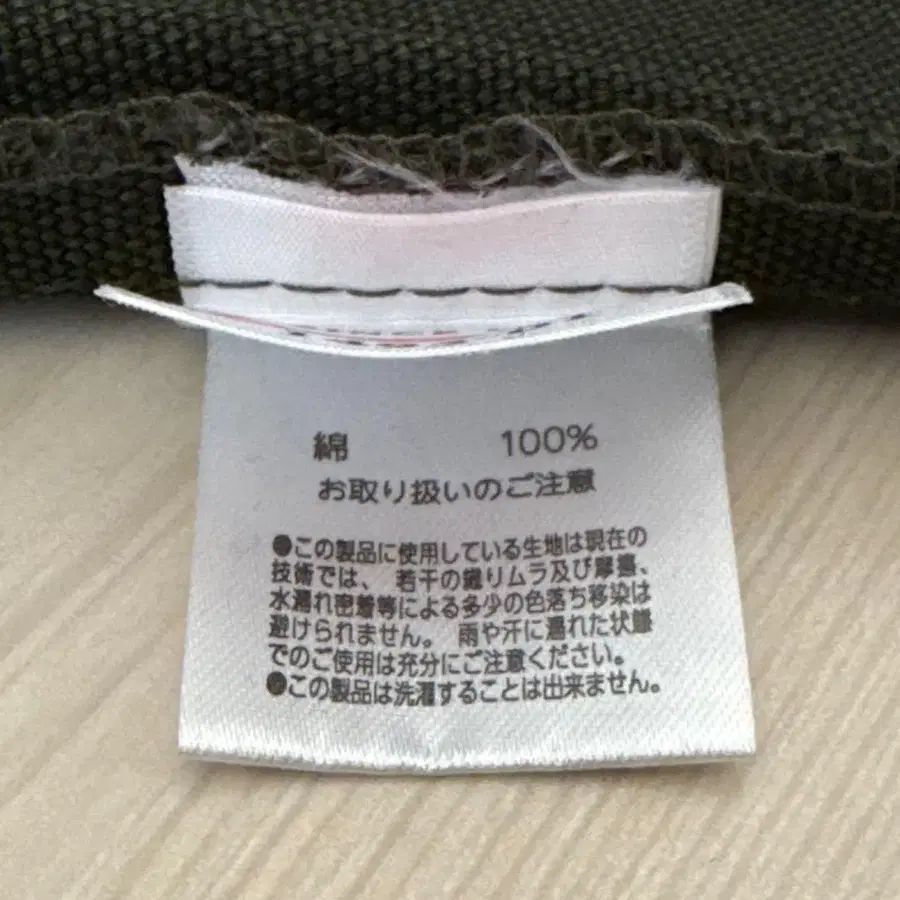 綿 100%
お取り扱いのご注意
●この製品に使用している生地は現在の
技術では、若干の織りムラ及び摩擦、
水濡れ密着等による多少の色落ち移染は
避けられません。雨や汗に濡れた状態
でのご使用は充分にご注意ください。
●この製品は洗濯することは出来ません。